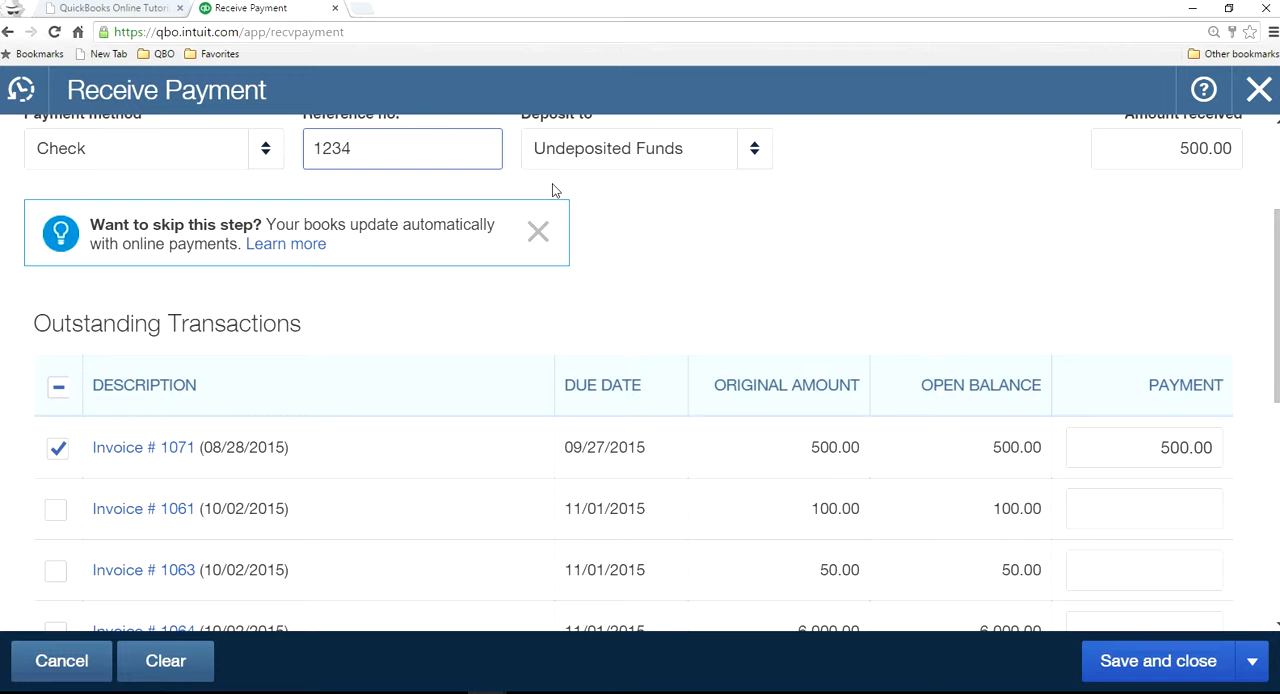 QuickBooks Online Tutori
Receive Payment
https://qbo.intuit.com/app/recvpayment
Bookmarks New Tab QBO Favorites Other bookmarks
Receive Payment
Payment method Reference no. Deposit to Amount received
Check 1234 Undeposited Funds 500.00
Want to skip this step? Your books update automatically
with online payments. Learn more
Outstanding Transactions
DESCRIPTION DUE DATE ORIGINAL AMOUNT OPEN BALANCE PAYMENT
Invoice # 1071 (08/28/2015) 09/27/2015 500.00 500.00 500.00
Invoice # 1061 (10/02/2015) 11/01/2015 100.00 100.00
Invoice # 1063 (10/02/2015) 11/01/2015 50.00 50.00
Invoice # 1064 (10/02/2015) 11/01/2015 6,000.00 6,000.00
Cancel Clear Save and close